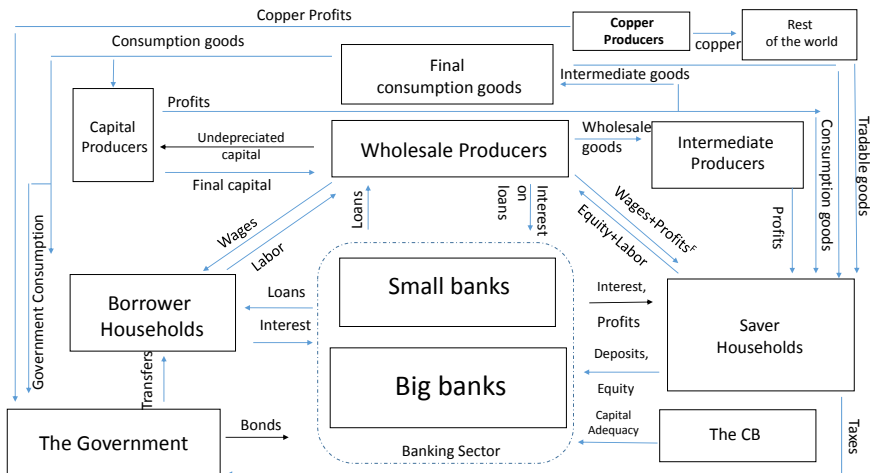 Copper Profits
Copper
Producers
copper
Rest
of the world
Consumption goods
Final
consumption goods
Intermediate goods
Capital
Producers
Profits
Undepreciated
capital
Final capital
Wholesale Producers
Wholesale
goods
Intermediate
Producers
Tradable goods
Consumption goods
Profits
Wages
Labor
Loans
Interest
on
loans
Wages+Profitsᶠ
Equity+Labor
Government Consumption
Borrower
Households
Loans
Interest
Small banks
Big banks
Banking Sector
Interest,
Profits
Deposits,
Equity
Saver
Households
Transfers
The Government
Bonds
Capital
Adequacy
The CB
Taxes